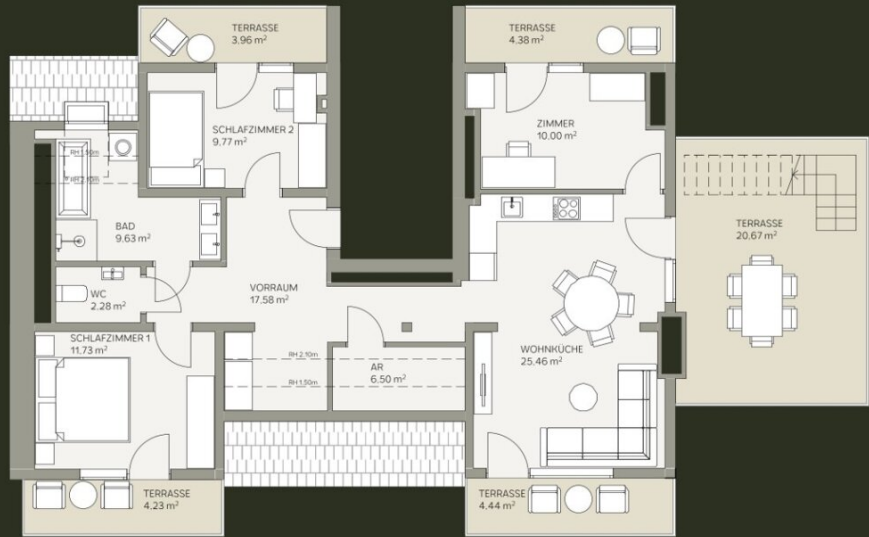 TERRASSE
3.96 m²
TERRASSE
4.38 m²
SCHLAFZIMMER 2
9.77 m²
ZIMMER
10.00 m²
RH 1.50m
RH 2.10m
BAD
9.63 m²
TERRASSE
20.67 m²
WC
2.28 m²
VORRAUM
17.58 m²
SCHLAFZIMMER 1
11.73 m²
RH 2.10m
RH 1.50m
AR
6.50 m²
WOHNKÜCHE
25.46 m²
TERRASSE
4.23 m²
TERRASSE
4.44 m²